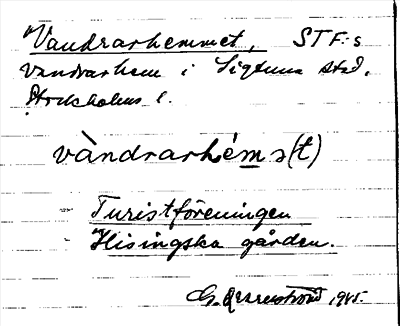 Vandrarhemmet, STF:s
vandrarhem i Sigtuna stad,
Stockholms l.
vàndrarhém ə(t)
Turistföreningen
Hisingska gården.
G. 1945.